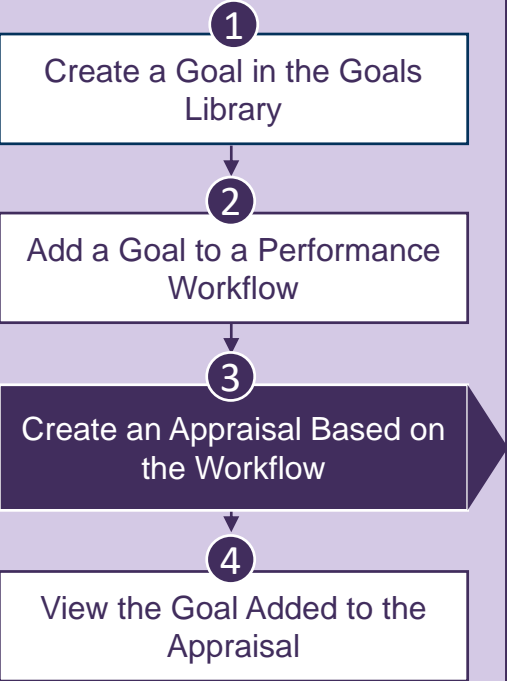 1
Create a Goal in the Goals
Library
2
Add a Goal to a Performance
Workflow
3
Create an Appraisal Based on
the Workflow
4
View the Goal Added to the
Appraisal